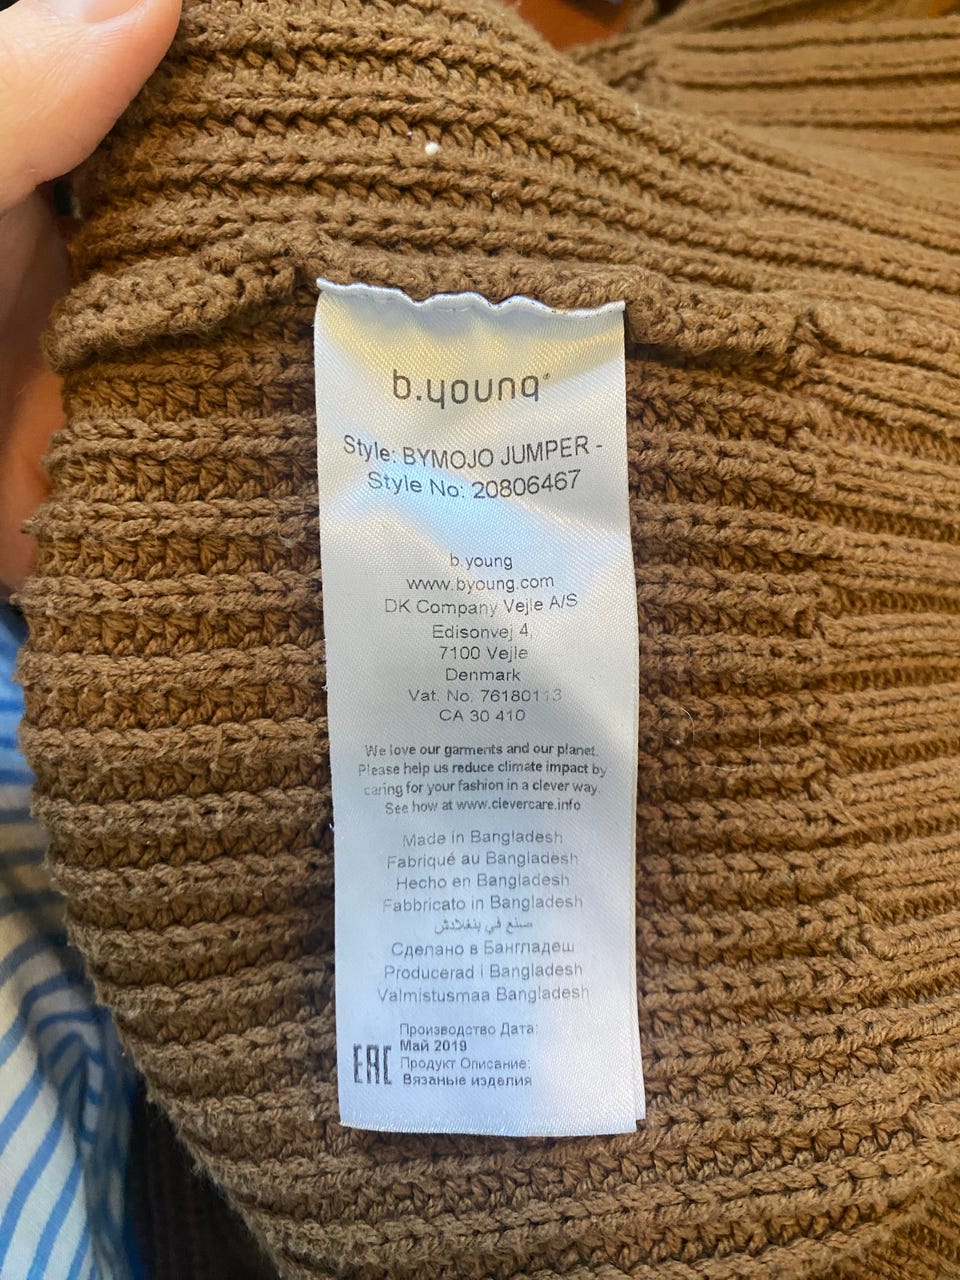 b.young®
Style: BYMOJO JUMPER -
Style No: 20806467
b.young
www.byoung.com
DK Company Vejle A/S
Edisonvej 4,
7100 Vejle
Denmark
Vat. No. 76180113
CA 30 410
We love our garments and our planet.
Please help us reduce climate impact by
caring for your fashion in a clever way.
See how at www.clevercare.info
Made in Bangladesh
Fabriqué au Bangladesh
Hecho en Bangladesh
Fabbricato in Bangladesh
صنع في بنغلادش
Сделано в Бангладеш
Producerad i Bangladesh
Valmistusmaa Bangladesh
Производство Дата:
Май 2019
EAC
Продукт Описание:
Вязаные изделия